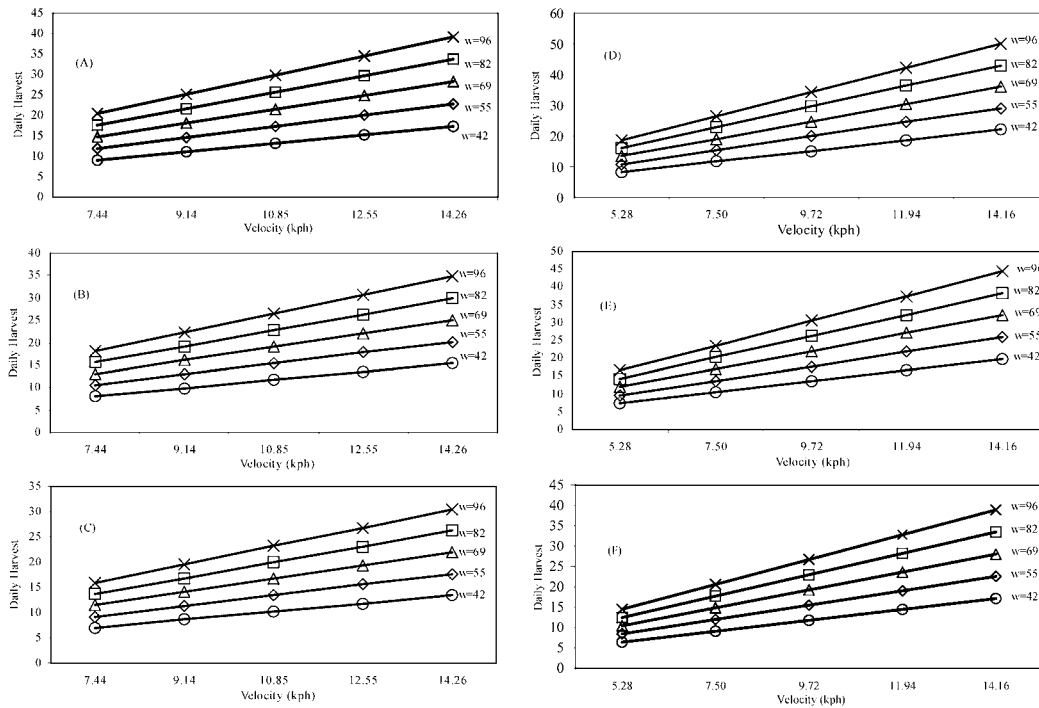 45
40
35
30
25
20
15
10
5
0
Daily Harvest
(A)
w=96
w=82
w=69
w=55
w=42
7.44 9.14 10.85 12.55 14.26
Velocity (kph)
40
35
30
25
20
15
10
5
0
Daily Harvest
(B)
w=96
w=82
w=69
w=55
w=42
7.44 9.14 10.85 12.55 14.26
Velocity (kph)
35
30
25
20
15
10
5
0
Daily Harvest
(C)
w=96
w=82
w=69
w=55
w=42
7.44 9.14 10.85 12.55 14.26
Velocity (kph)
60
50
40
30
20
10
0
Daily Harvest
(D)
w=96
w=82
w=69
w=55
w=42
5.28 7.50 9.72 11.94 14.16
Velocity (kph)
50
45
40
35
30
25
20
15
10
5
0
Daily Harvest
(E)
w=96
w=82
w=69
w=55
w=42
5.28 7.50 9.72 11.94 14.16
Velocity (kph)
45
40
35
30
25
20
15
10
5
0
Daily Harvest
(F)
w=96
w=82
w=69
w=55
w=42
5.28 7.50 9.72 11.94 14.16
Velocity (kph)